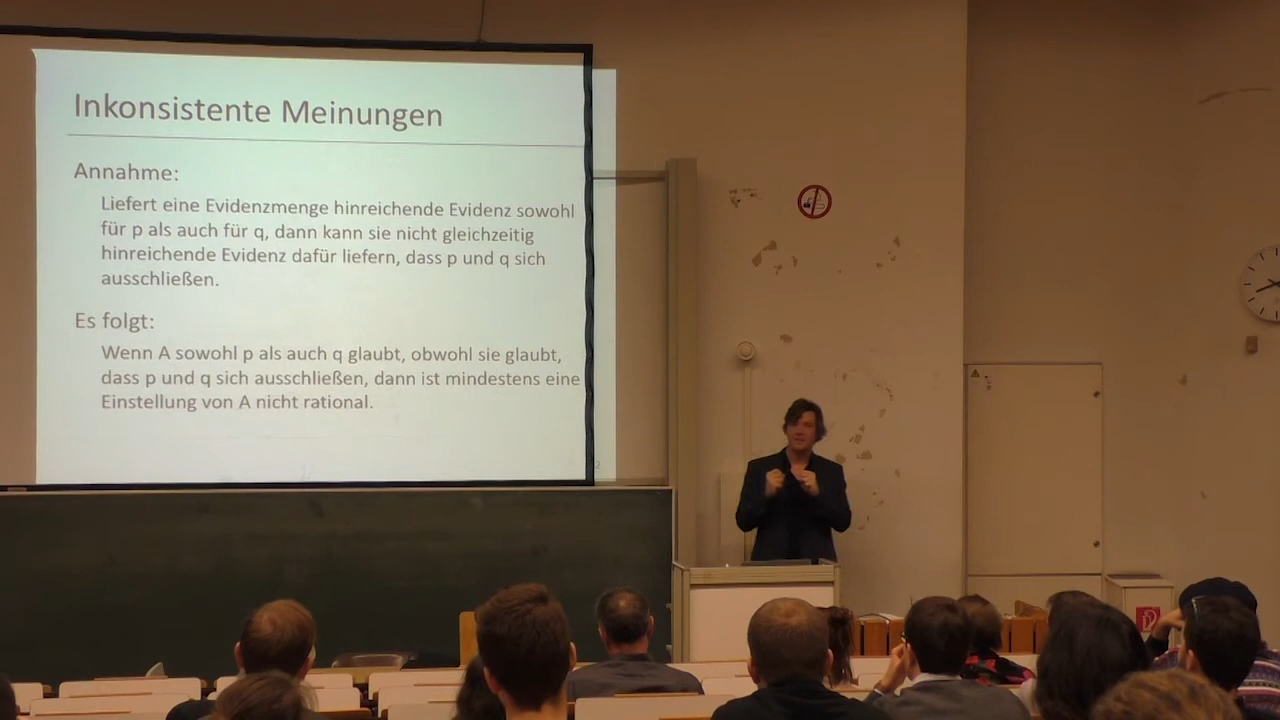 Inkonsistente Meinungen
Annahme:
Liefert eine Evidenzmenge hinreichende Evidenz sowohl
für p als auch für q, dann kann sie nicht gleichzeitig
hinreichende Evidenz dafür liefern, dass p und q sich
ausschließen.
Es folgt:
Wenn A sowohl p als auch q glaubt, obwohl sie glaubt,
dass p und q sich ausschließen, dann ist mindestens eine
Einstellung von A nicht rational.
2